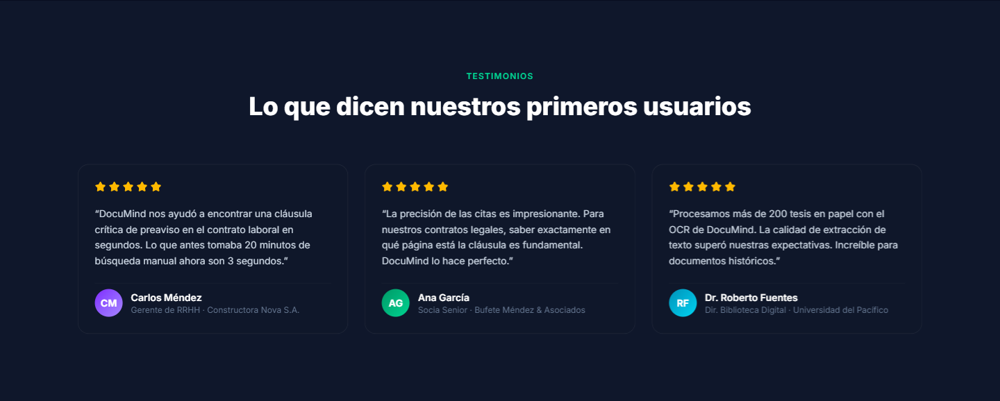 TESTIMONIOS
Lo que dicen nuestros primeros usuarios
“DocuMind nos ayudó a encontrar una cláusula
crítica de preaviso en el contrato laboral en
segundos. Lo que antes tomaba 20 minutos de
búsqueda manual ahora son 3 segundos.”
CM
Carlos Méndez
Gerente de RRHH · Constructora Nova S.A.
“La precisión de las citas es impresionante. Para
nuestros contratos legales, saber exactamente en
qué página está la cláusula es fundamental.
DocuMind lo hace perfecto.”
AG
Ana García
Socia Senior · Bufete Méndez & Asociados
“Procesamos más de 200 tesis en papel con el
OCR de DocuMind. La calidad de extracción de
texto superó nuestras expectativas. Increíble para
documentos históricos.”
RF
Dr. Roberto Fuentes
Dir. Biblioteca Digital · Universidad del Pacífico